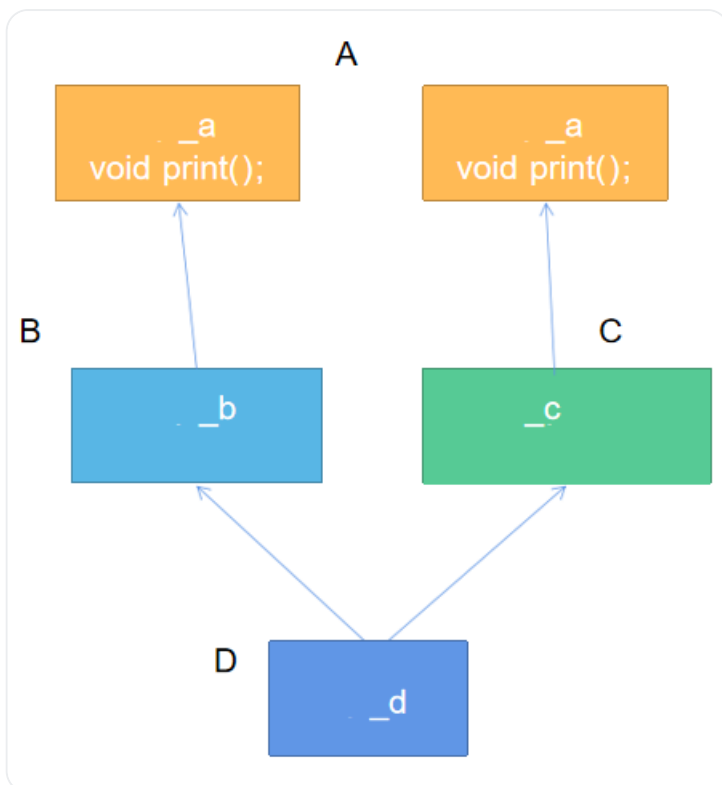 A
_a
void print();
_a
void print();
B
C
_b
_c
D
_d